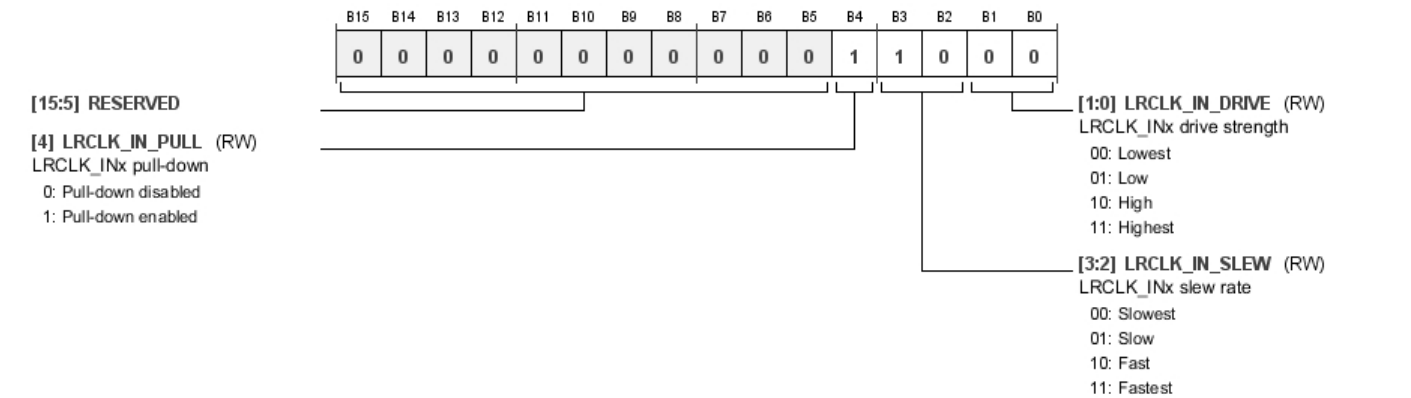 B15 B14 B13 B12 B11 B10 B9 B8 B7 B6 B5 B4 B3 B2 B1 B0
0 0 0 0 0 0 0 0 0 0 0 1 1 0 0 0
[15:5] RESERVED
[4] LRCLK_IN_PULL (RW)
LRCLK_INx pull-down
0: Pull-down disabled
1: Pull-down enabled
[1:0] LRCLK_IN_DRIVE (RW)
LRCLK_INx drive strength
00: Lowest
01: Low
10: High
11: Highest
[3:2] LRCLK_IN_SLEW (RW)
LRCLK_INx slew rate
00: Slowest
01: Slow
10: Fast
11: Fastest